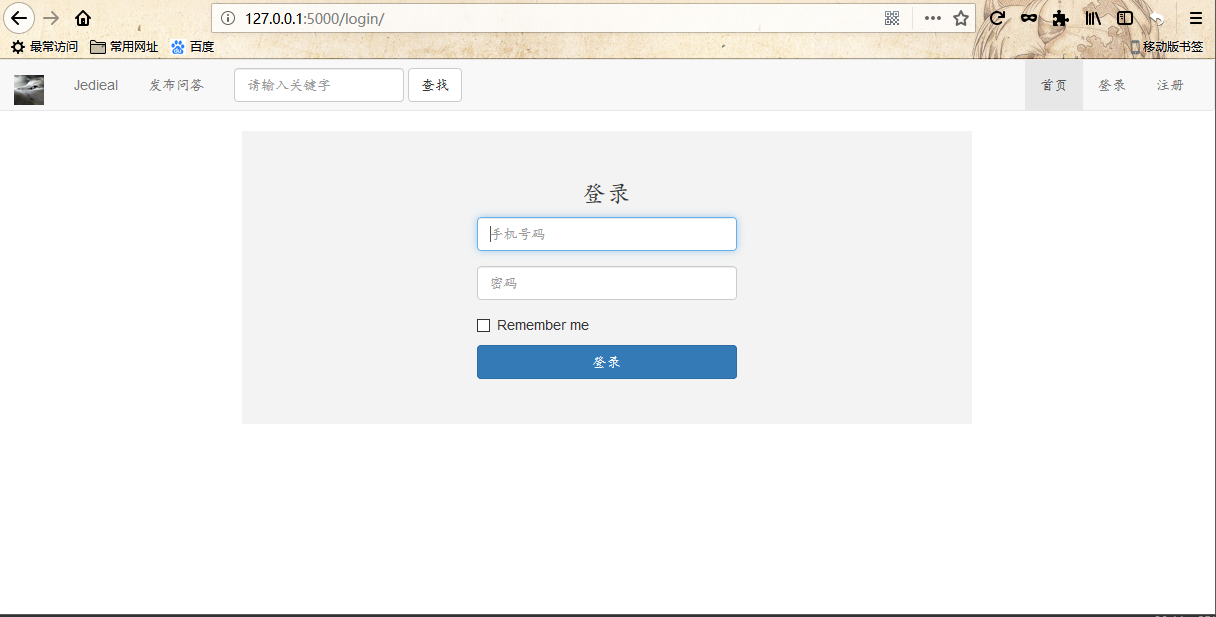 127.0.0.1:5000/login/
最常访问 常用网址 百度 移动版书签
Jedieal 发布问答 请输入关键字 查找 首页 登录 注册
登录
手机号码
密码
Remember me
登录